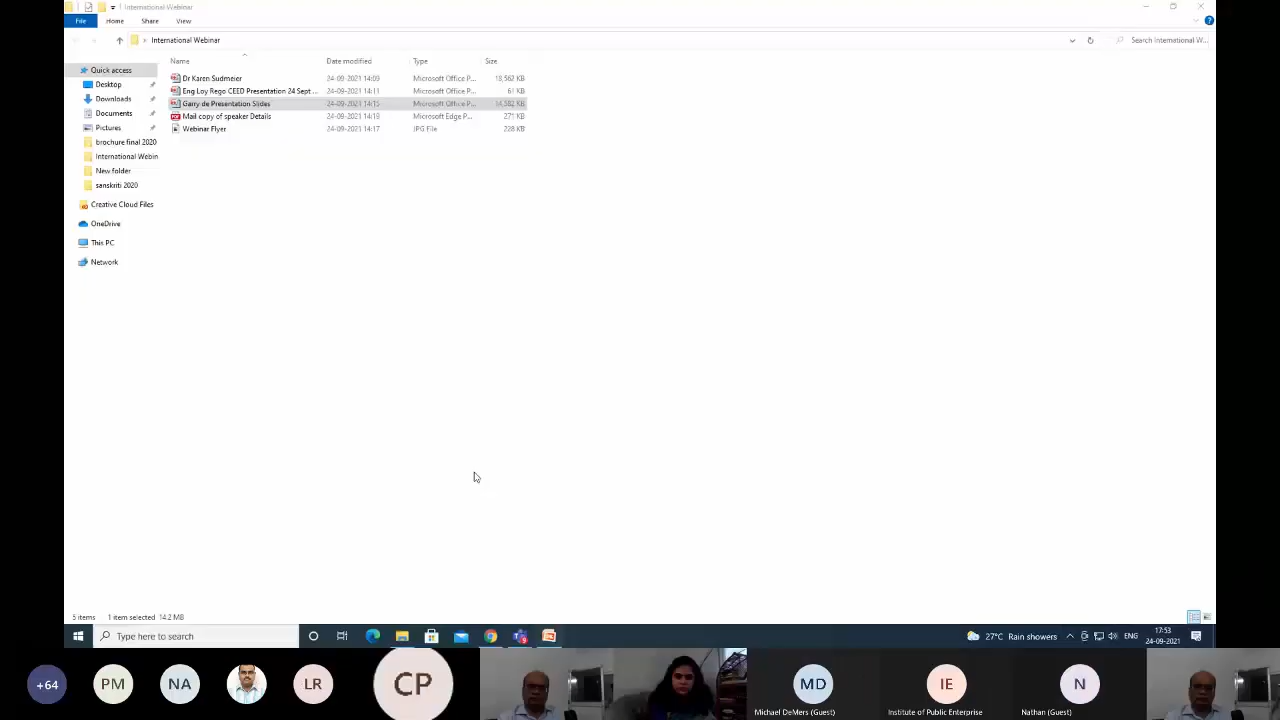 International Webinar
File Home Share View
International Webinar
Search International W...
Name Date modified Type Size
Quick access
Desktop
Downloads
Documents
Pictures
brochure final 2020
International Webin
New folder
sanskriti 2020
Creative Cloud Files
OneDrive
This PC
Network
Dr Karen Sudmeier 24-09-2021 14:09 Microsoft Office P... 18,562 KB
Eng Loy Rego CEED Presentation 24 Sept ... 24-09-2021 14:11 Microsoft Office P... 61 KB
Garry de Presentation Slides 24-09-2021 14:15 Microsoft Office P... 14,582 KB
Mail copy of speaker Details 24-09-2021 14:19 Microsoft Edge P... 271 KB
Webinar Flyer 24-09-2021 14:17 JPG File 228 KB
5 items 1 item selected 14.2 MB
Type here to search
27°C Rain showers
ENG
17:53
24-09-2021
+64
PM
NA
LR
CP
MD
IE
N
Michael DeMers (Guest)
Institute of Public Enterprise
Nathan (Guest)